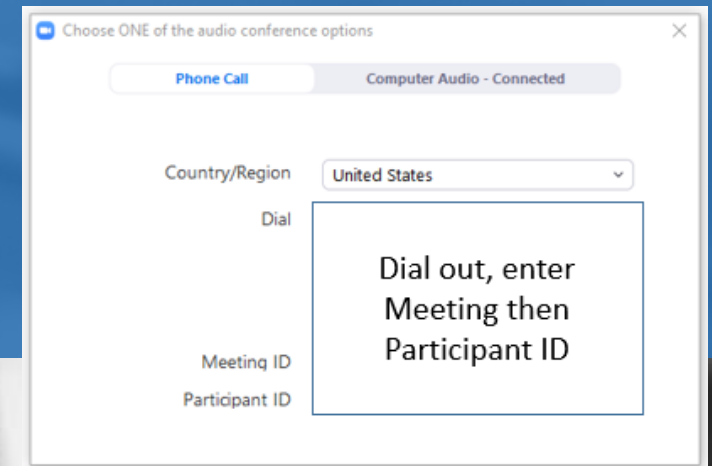 Choose ONE of the audio conference options
Phone Call
Computer Audio - Connected
Country/Region
United States
Dial
Dial out, enter
Meeting then
Participant ID
Meeting ID
Participant ID